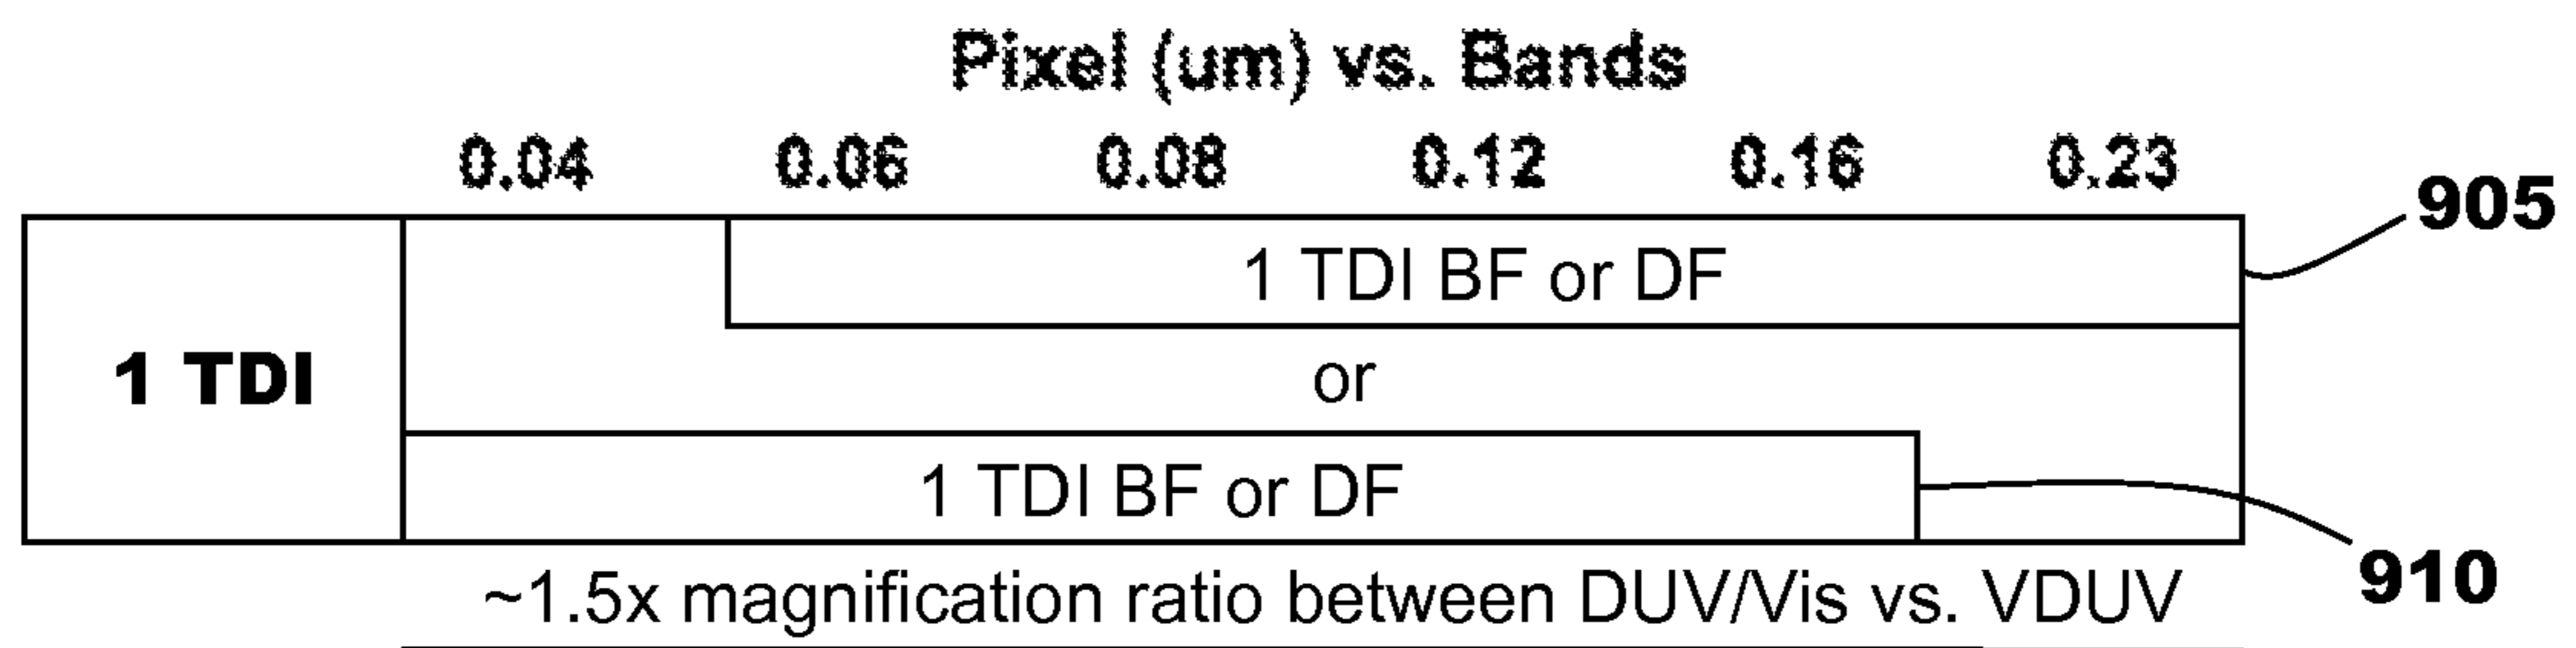 Pixel (um) vs. Bands
0.04 0.06 0.08 0.12 0.16 0.23
905
1 TDI BF or DF
1 TDI
or
1 TDI BF or DF
910
~1.5x magnification ratio between DUV/Vis vs. VDUV